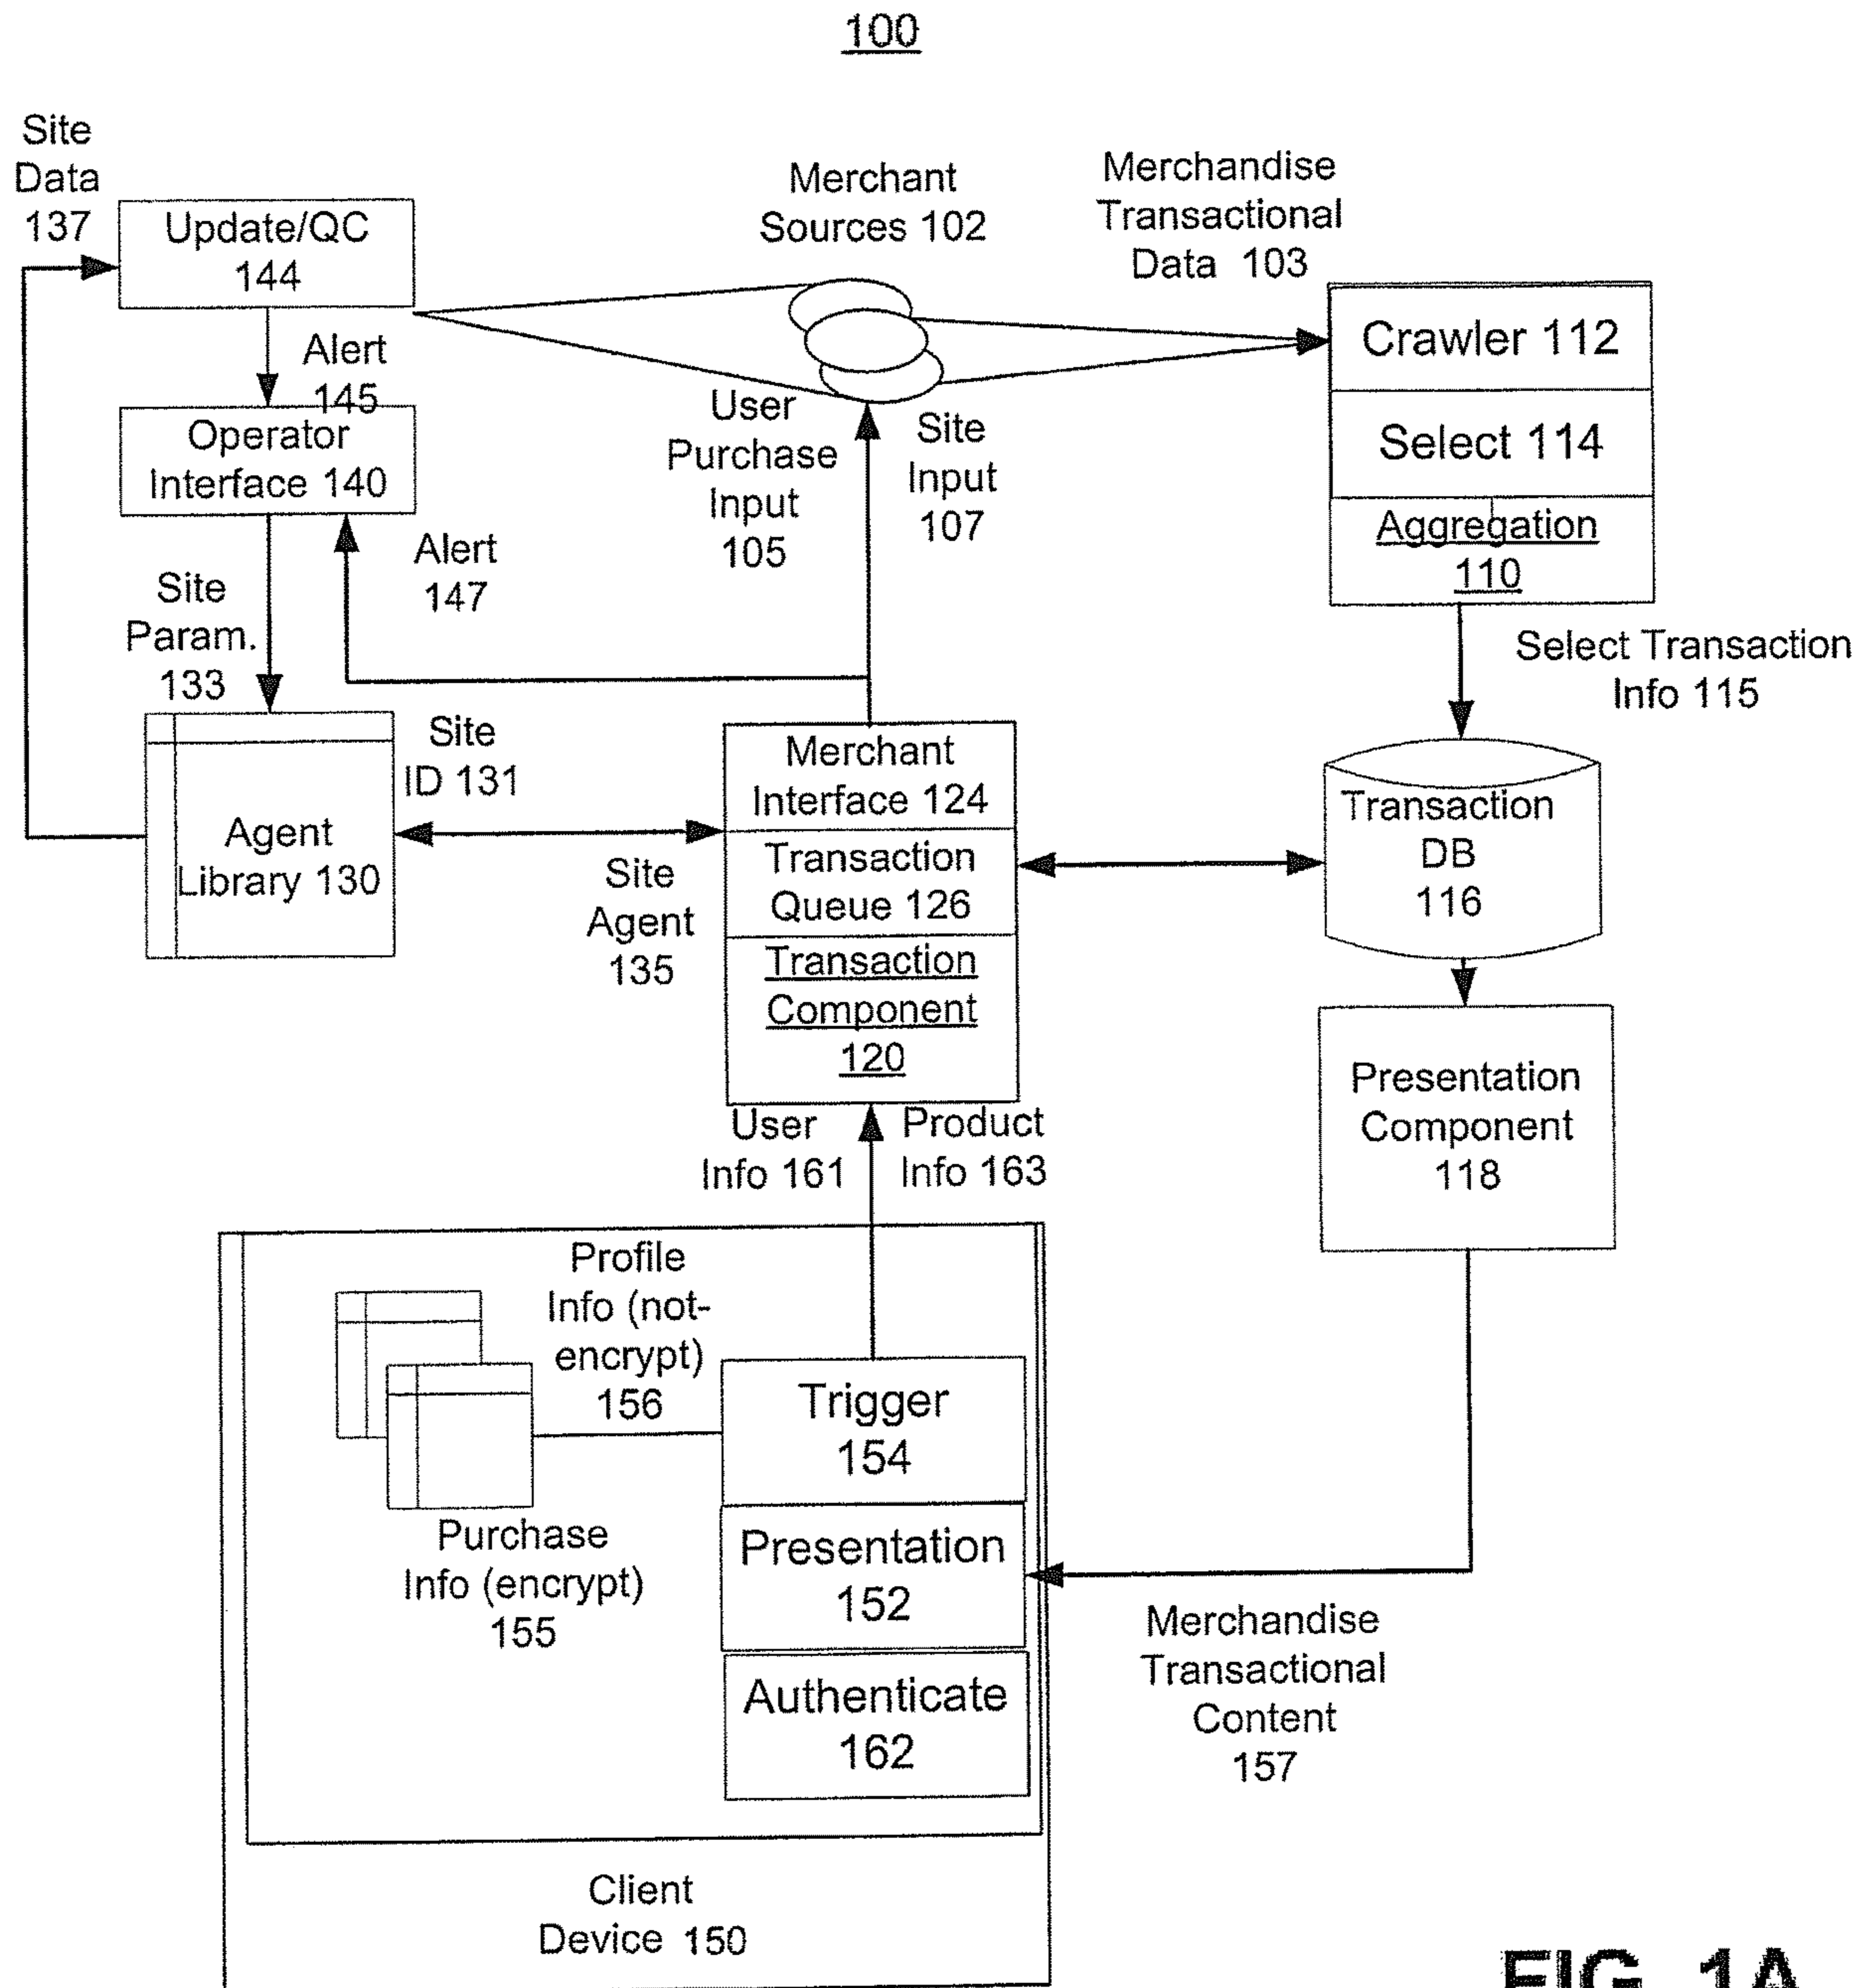 100
Site
Data
137
Update/QC
144
Merchant
Sources 102
Merchandise
Transactional
Data 103
Crawler 112
Select 114
Aggregation
110
Alert
145
Operator
Interface 140
User
Purchase
Input
105
Site
Input
107
Alert
147
Site
Param.
133
Select Transaction
Info 115
Site
ID 131
Agent
Library 130
Site
Agent
135
Merchant
Interface 124
Transaction
Queue 126
Transaction
Component
120
Transaction
DB
116
Presentation
Component
118
User
Info 161
Product
Info 163
Profile
Info (not-
encrypt)
156
Trigger
154
Purchase
Info (encrypt)
155
Presentation
152
Authenticate
162
Merchandise
Transactional
Content
157
Client
Device 150
FIG. 1A